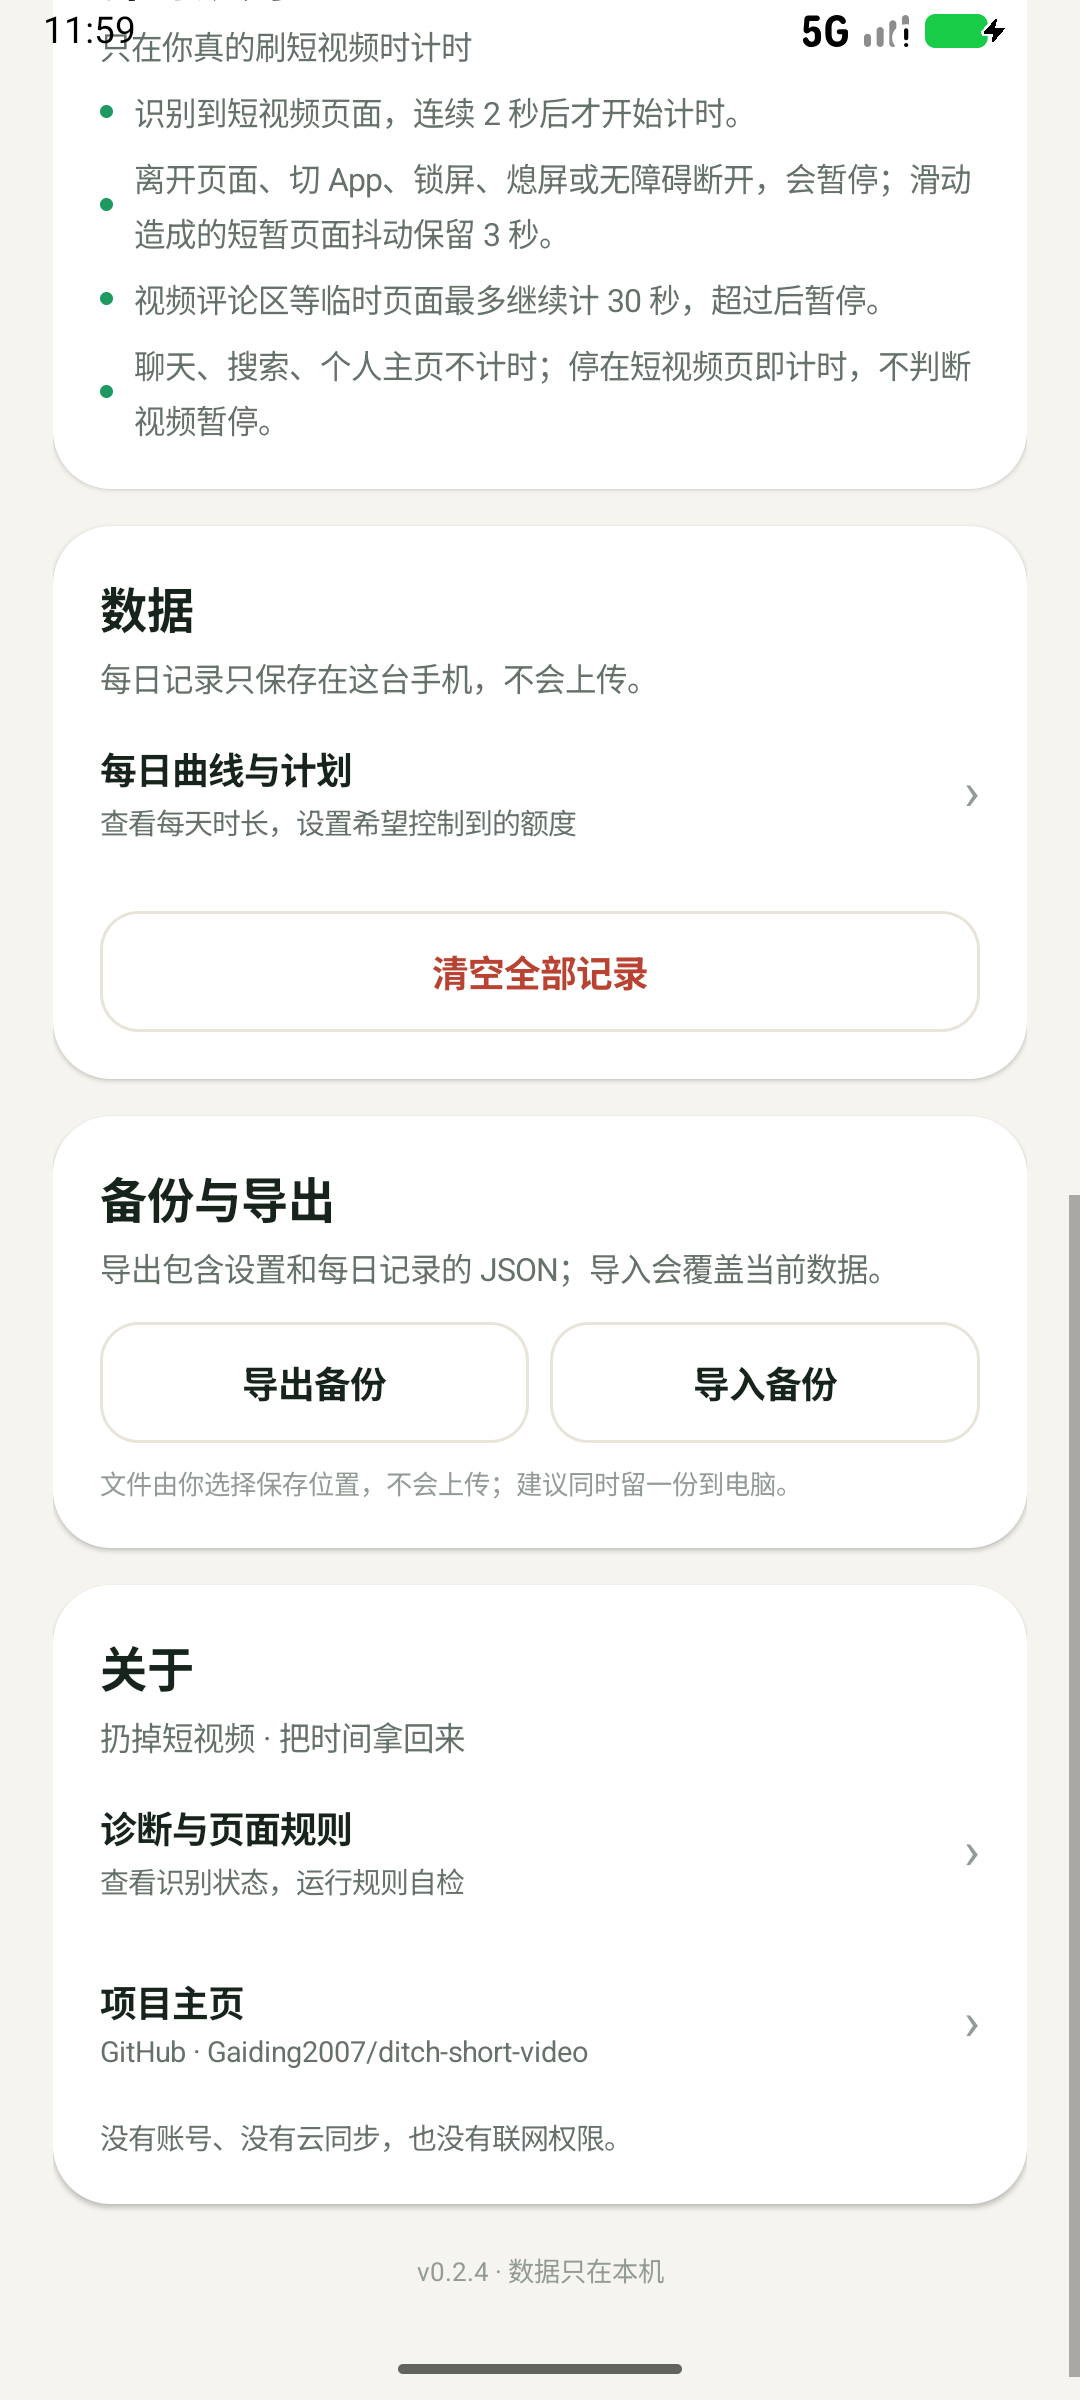 11:59
5G
只在你真的刷短视频时计时
识别到短视频页面，连续 2 秒后才开始计时。
离开页面、切 App、锁屏、熄屏或无障碍断开，会暂停；滑动
造成的短暂页面抖动保留 3 秒。
视频评论区等临时页面最多继续计 30 秒，超过后暂停。
聊天、搜索、个人主页不计时；停在短视频页即计时，不判断
视频暂停。
数据
每日记录只保存在这台手机，不会上传。
每日曲线与计划
查看每天时长，设置希望控制到的额度
清空全部记录
备份与导出
导出包含设置和每日记录的 JSON；导入会覆盖当前数据。
导出备份
导入备份
文件由你选择保存位置，不会上传；建议同时留一份到电脑。
关于
扔掉短视频 · 把时间拿回来
诊断与页面规则
查看识别状态，运行规则自检
项目主页
GitHub · Gaiding2007/ditch-short-video
没有账号、没有云同步，也没有联网权限。
v0.2.4 · 数据只在本机